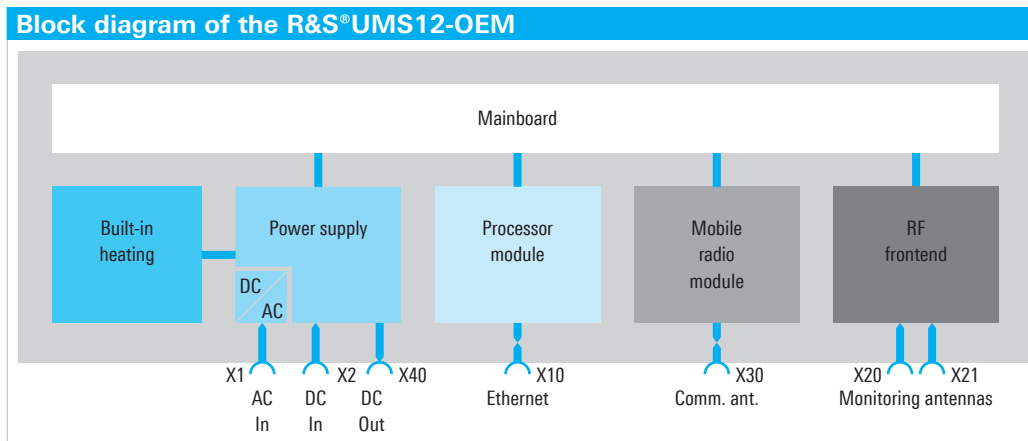 Block diagram of the R&S®UMS12-OEM
Mainboard
Built-in
heating
Power supply
DC
AC
Processor
module
Mobile
radio
module
RF
frontend
X1
X2
X40
X10
X30
X20
X21
AC
In
DC
In
DC
Out
Ethernet
Comm. ant.
Monitoring antennas